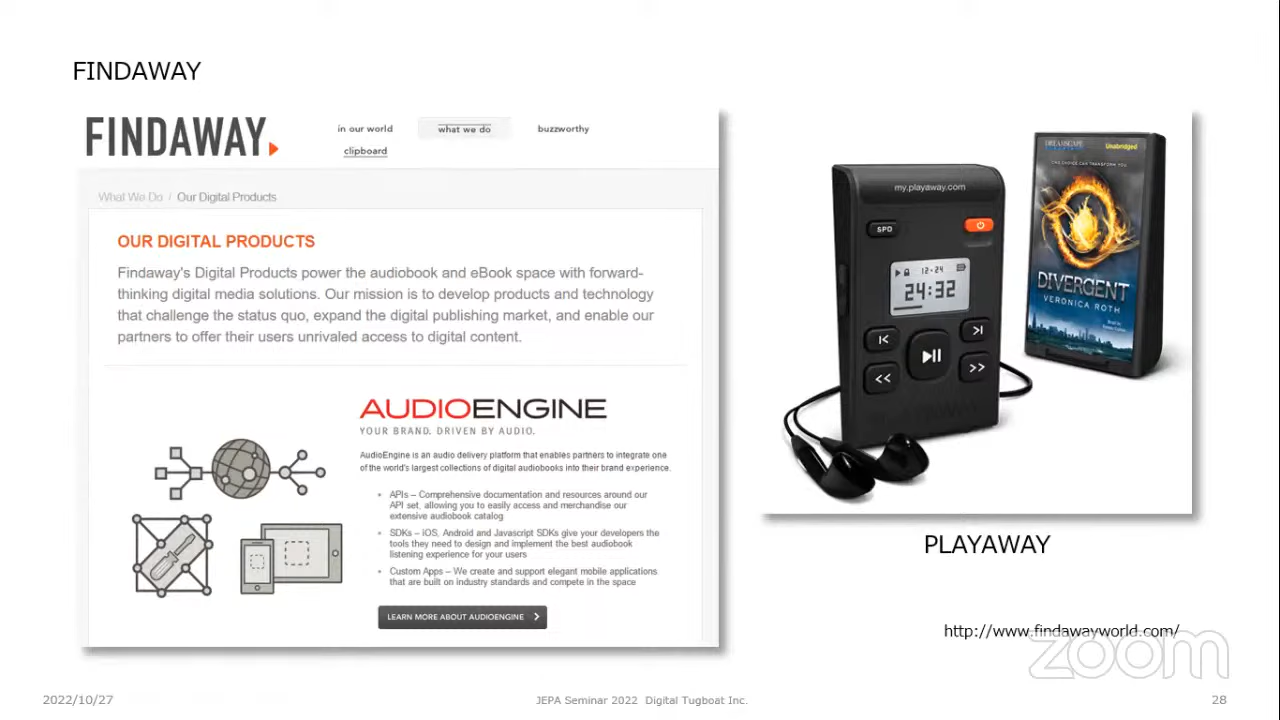 FINDAWAY
FINDAWAY
in our world
what we do
buzzworthy
clipboard
What We Do / Our Digital Products
OUR DIGITAL PRODUCTS
Findaway's Digital Products power the audiobook and eBook space with forward-
thinking digital media solutions. Our mission is to develop products and technology
that challenge the status quo, expand the digital publishing market, and enable our
partners to offer their users unrivaled access to digital content.
AUDIOENGINE
YOUR BRAND. DRIVEN BY AUDIO.
AudioEngine is an audio delivery platform that enables partners to integrate one
of the world's largest collections of digital audiobooks into their brand experience.
• APIs – Comprehensive documentation and resources around our
API set, allowing you to easily access and merchandise our
extensive audiobook catalog
• SDKs – iOS, Android and Javascript SDKs give your developers the
tools they need to design and implement the best audiobook
listening experience for your users
• Custom Apps – We create and support elegant mobile applications
that are built on industry standards and compete in the space
LEARN MORE ABOUT AUDIOENGINE
my.playaway.com
SPD
12-24
24:32
DREAMSCAPE
Unabridged
ONE CHOICE CAN TRANSFORM YOU
DIVERGENT
VERONICA ROTH
PLAYAWAY
http://www.findawayworld.com/
zoom
2022/10/27
JEPA Seminar 2022 Digital Tugboat Inc.
28